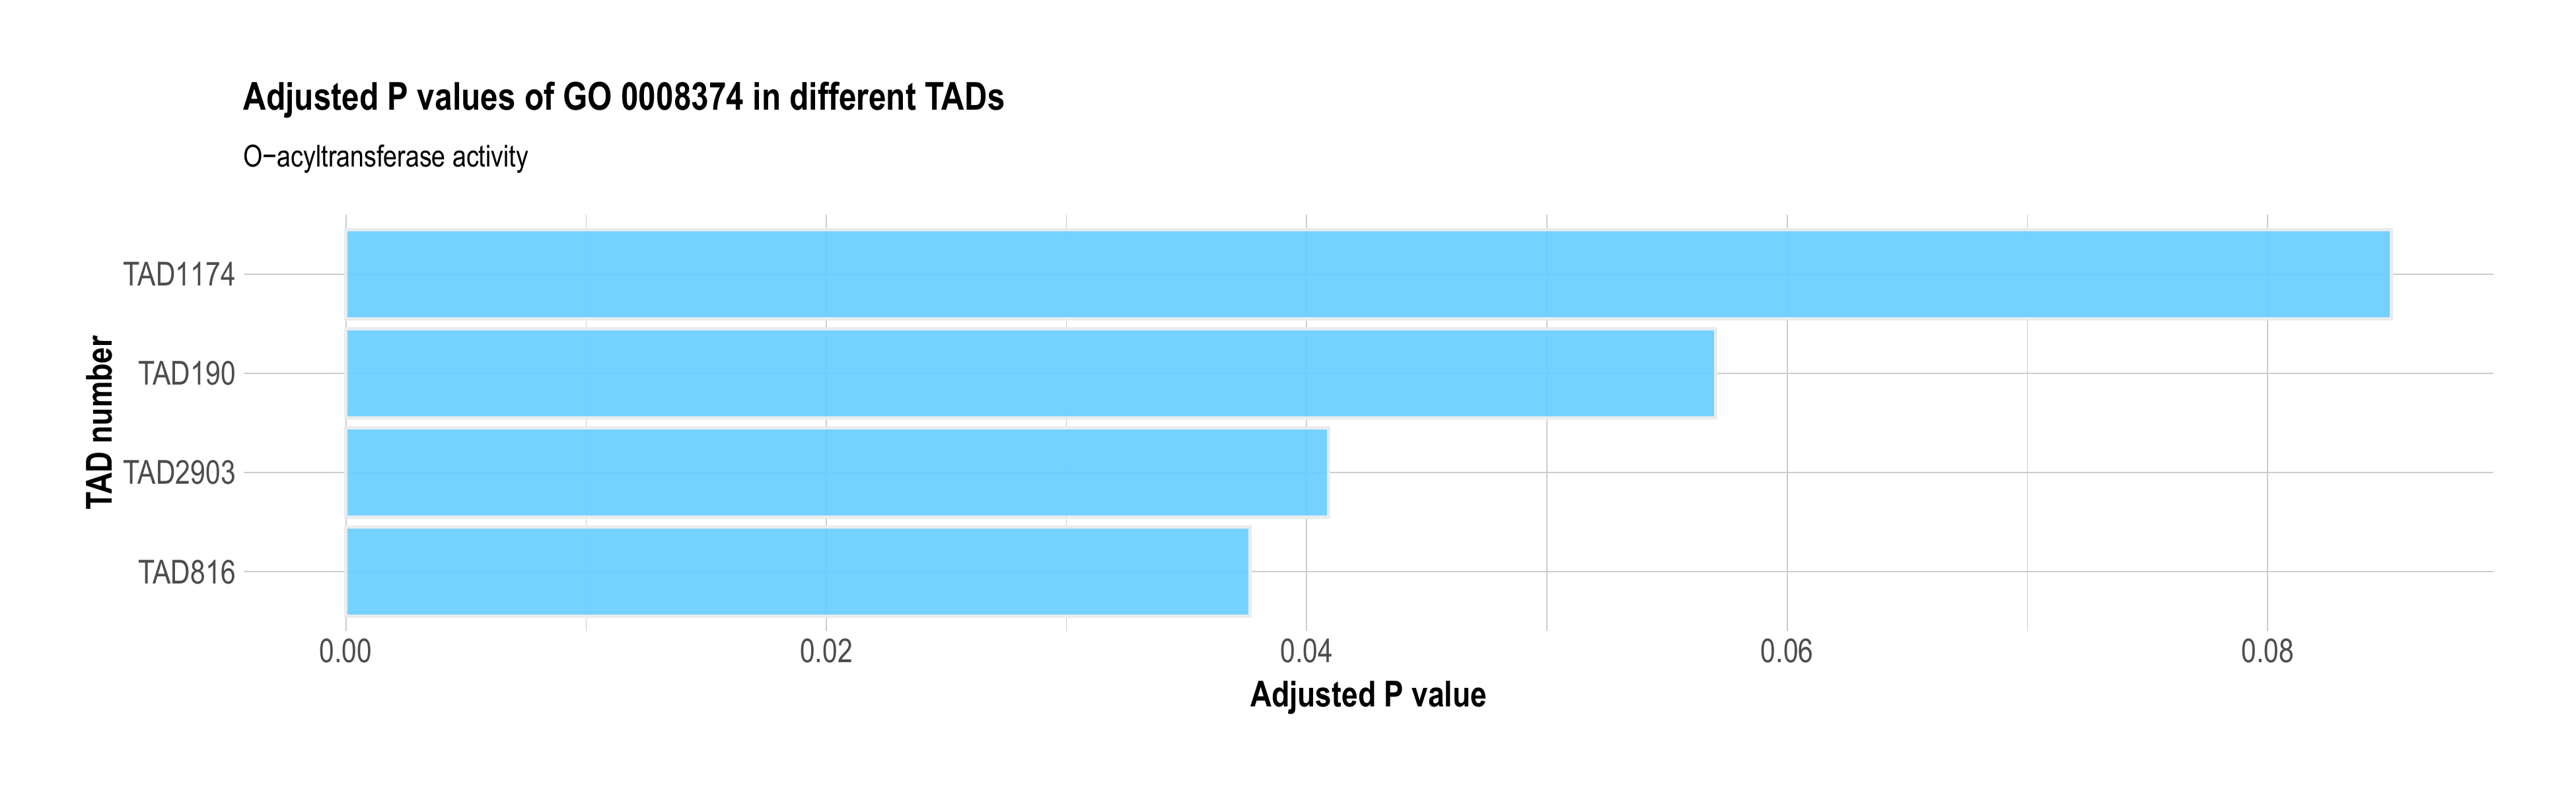 Adjusted P values of GO 0008374 in different TADs
O−acyltransferase activity
TAD number
TAD1174
TAD190
TAD2903
TAD816
0.00 0.02 0.04 0.06 0.08
Adjusted P value